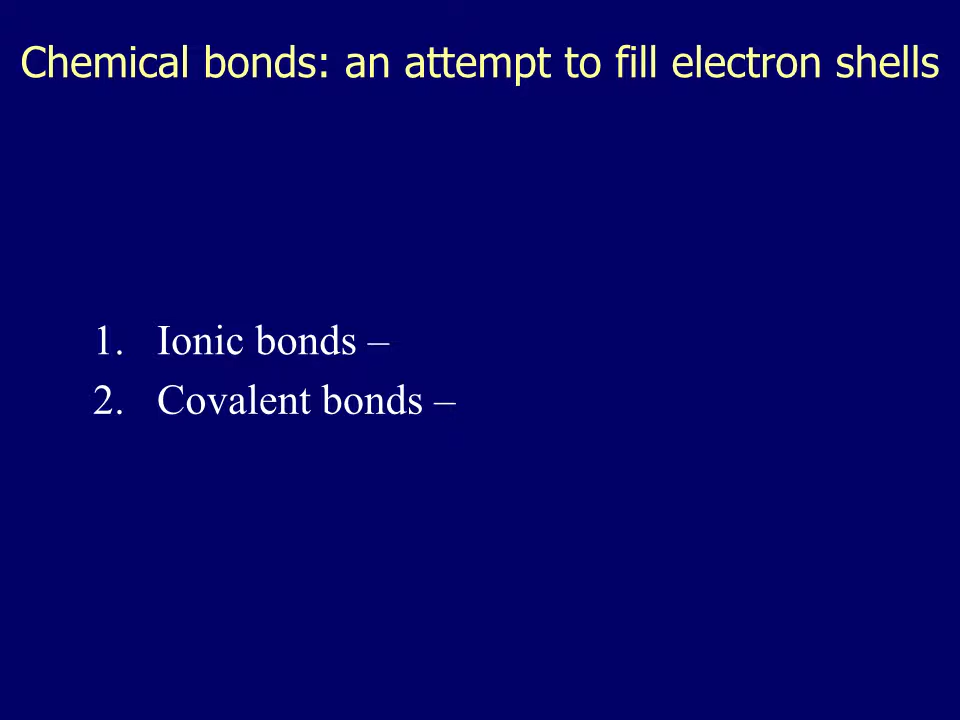 Chemical bonds: an attempt to fill electron shells
1. Ionic bonds –
2. Covalent bonds –